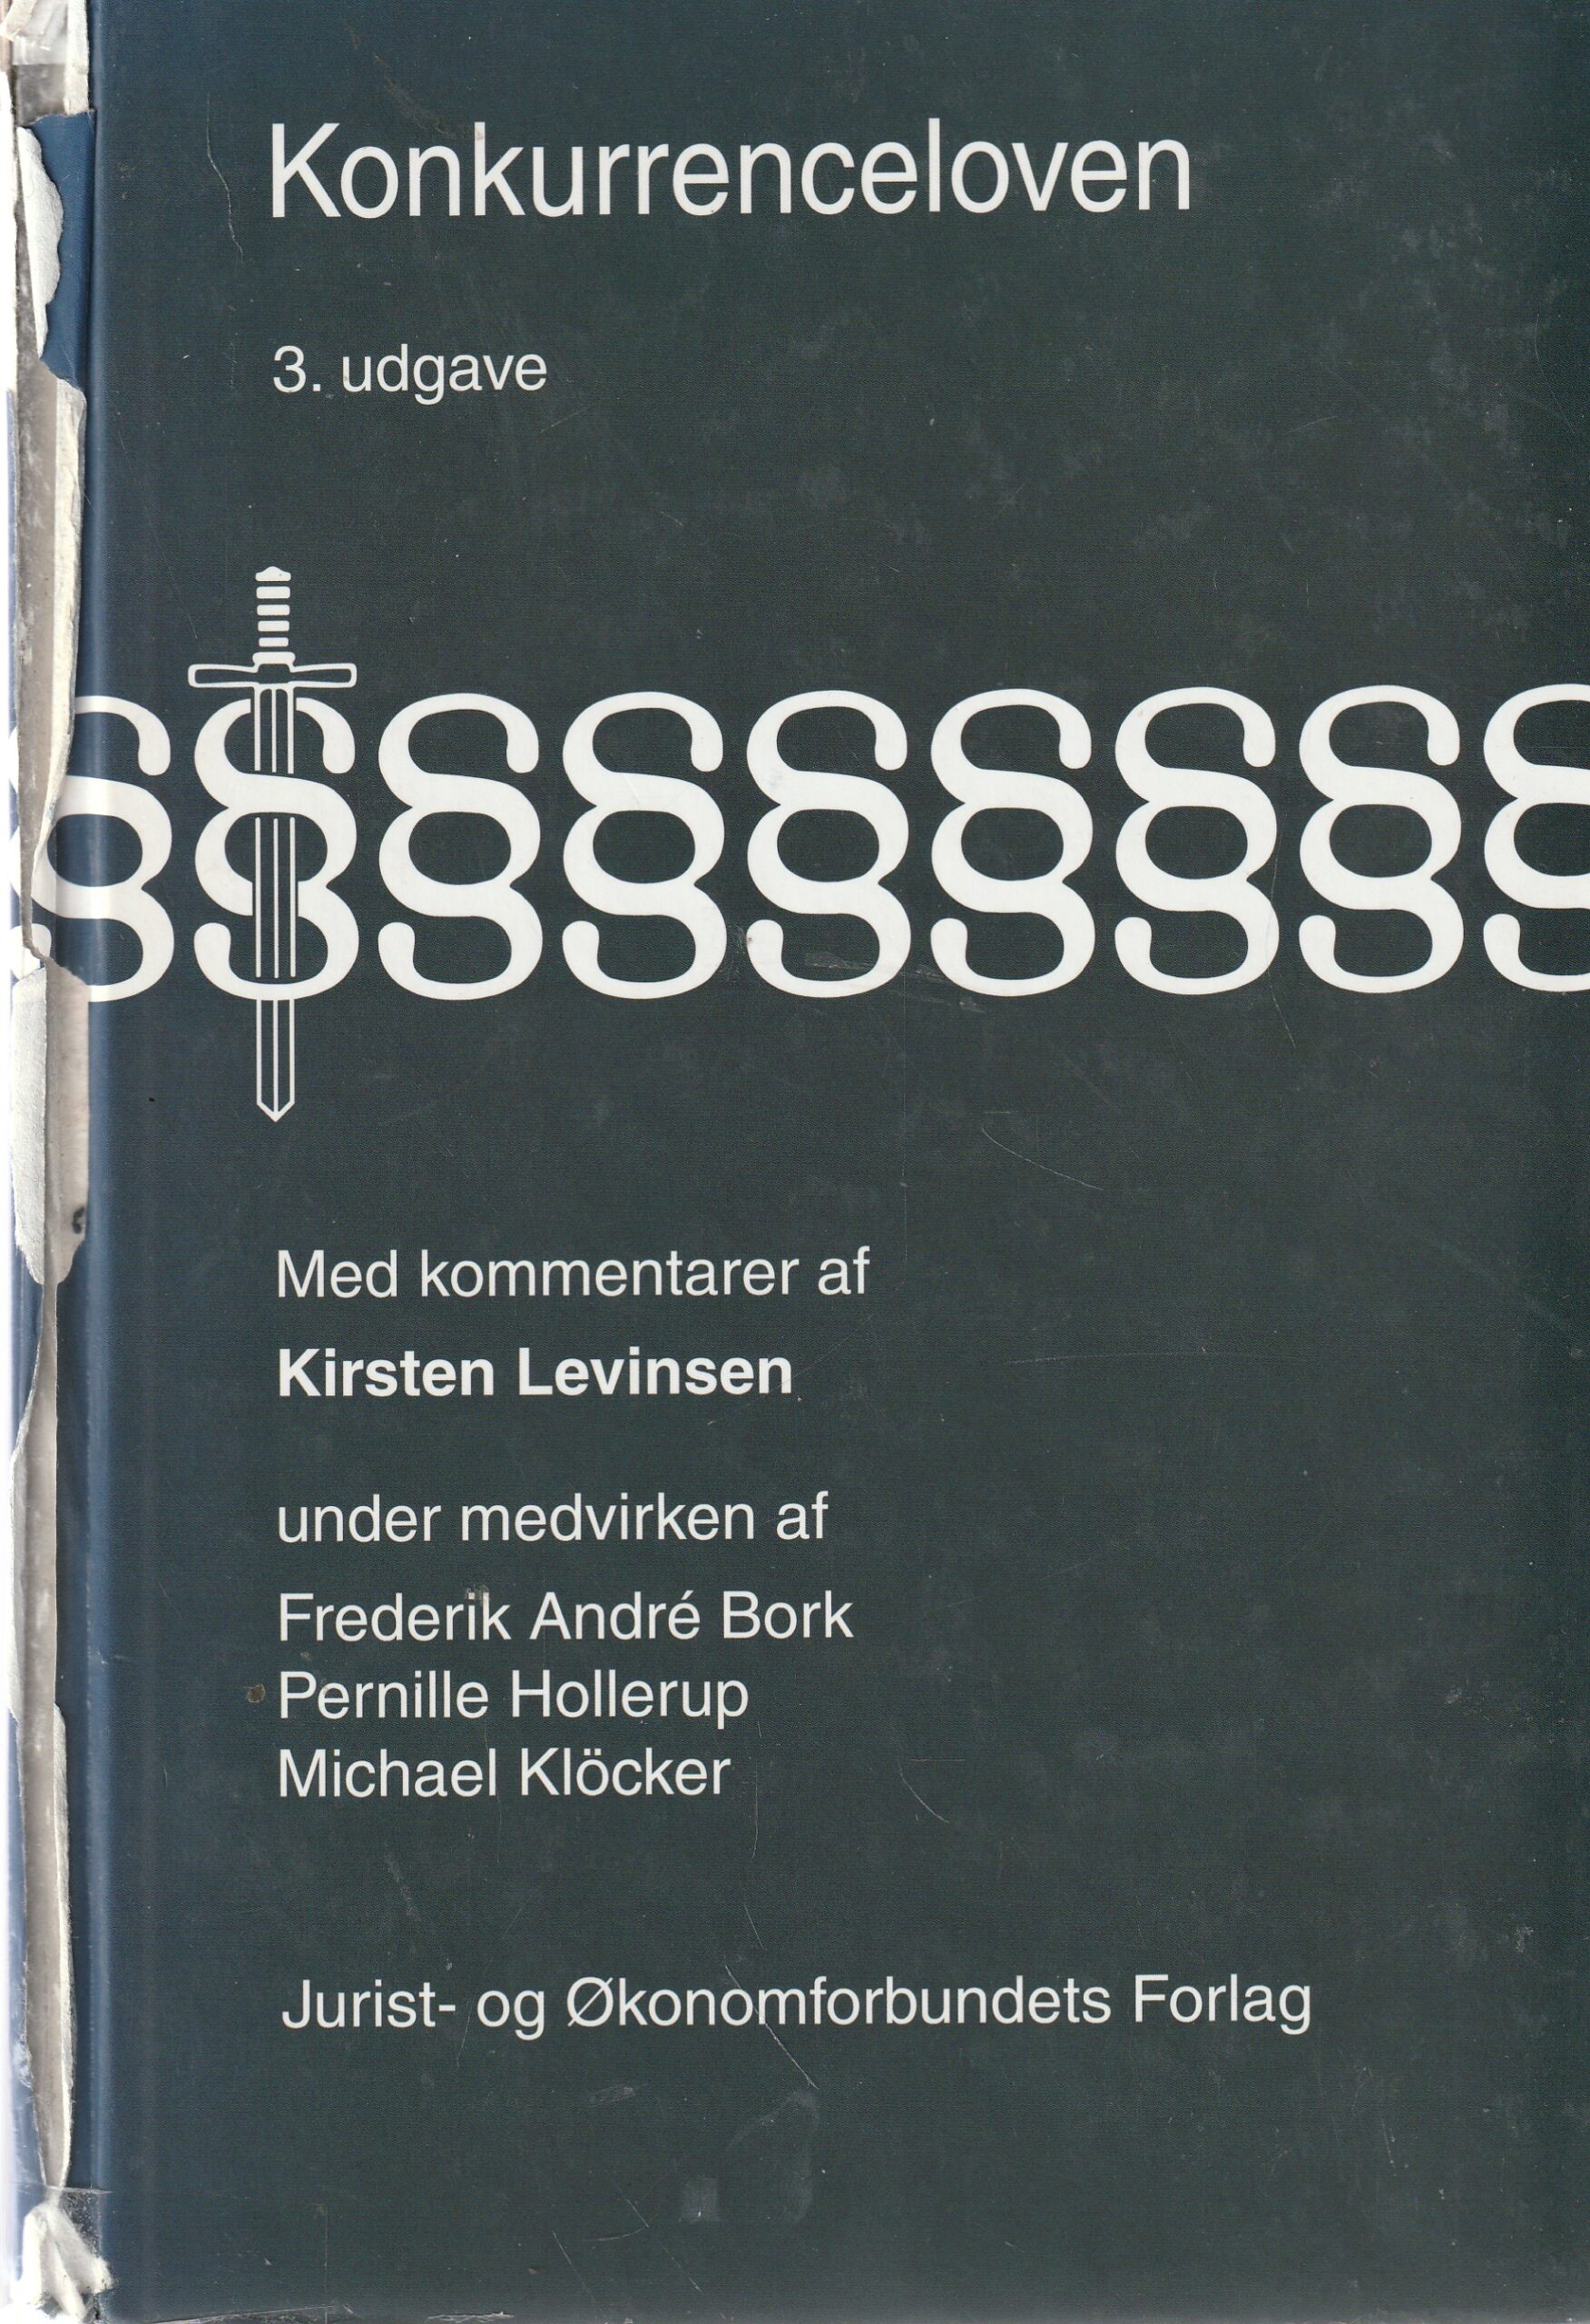 Konkurrenceloven
3. udgave
§§§§§§§§§
Med kommentarer af
Kirsten Levinsen
under medvirken af
Frederik André Bork
Pernille Hollerup
Michael Klöcker
Jurist- og Økonomforbundets Forlag